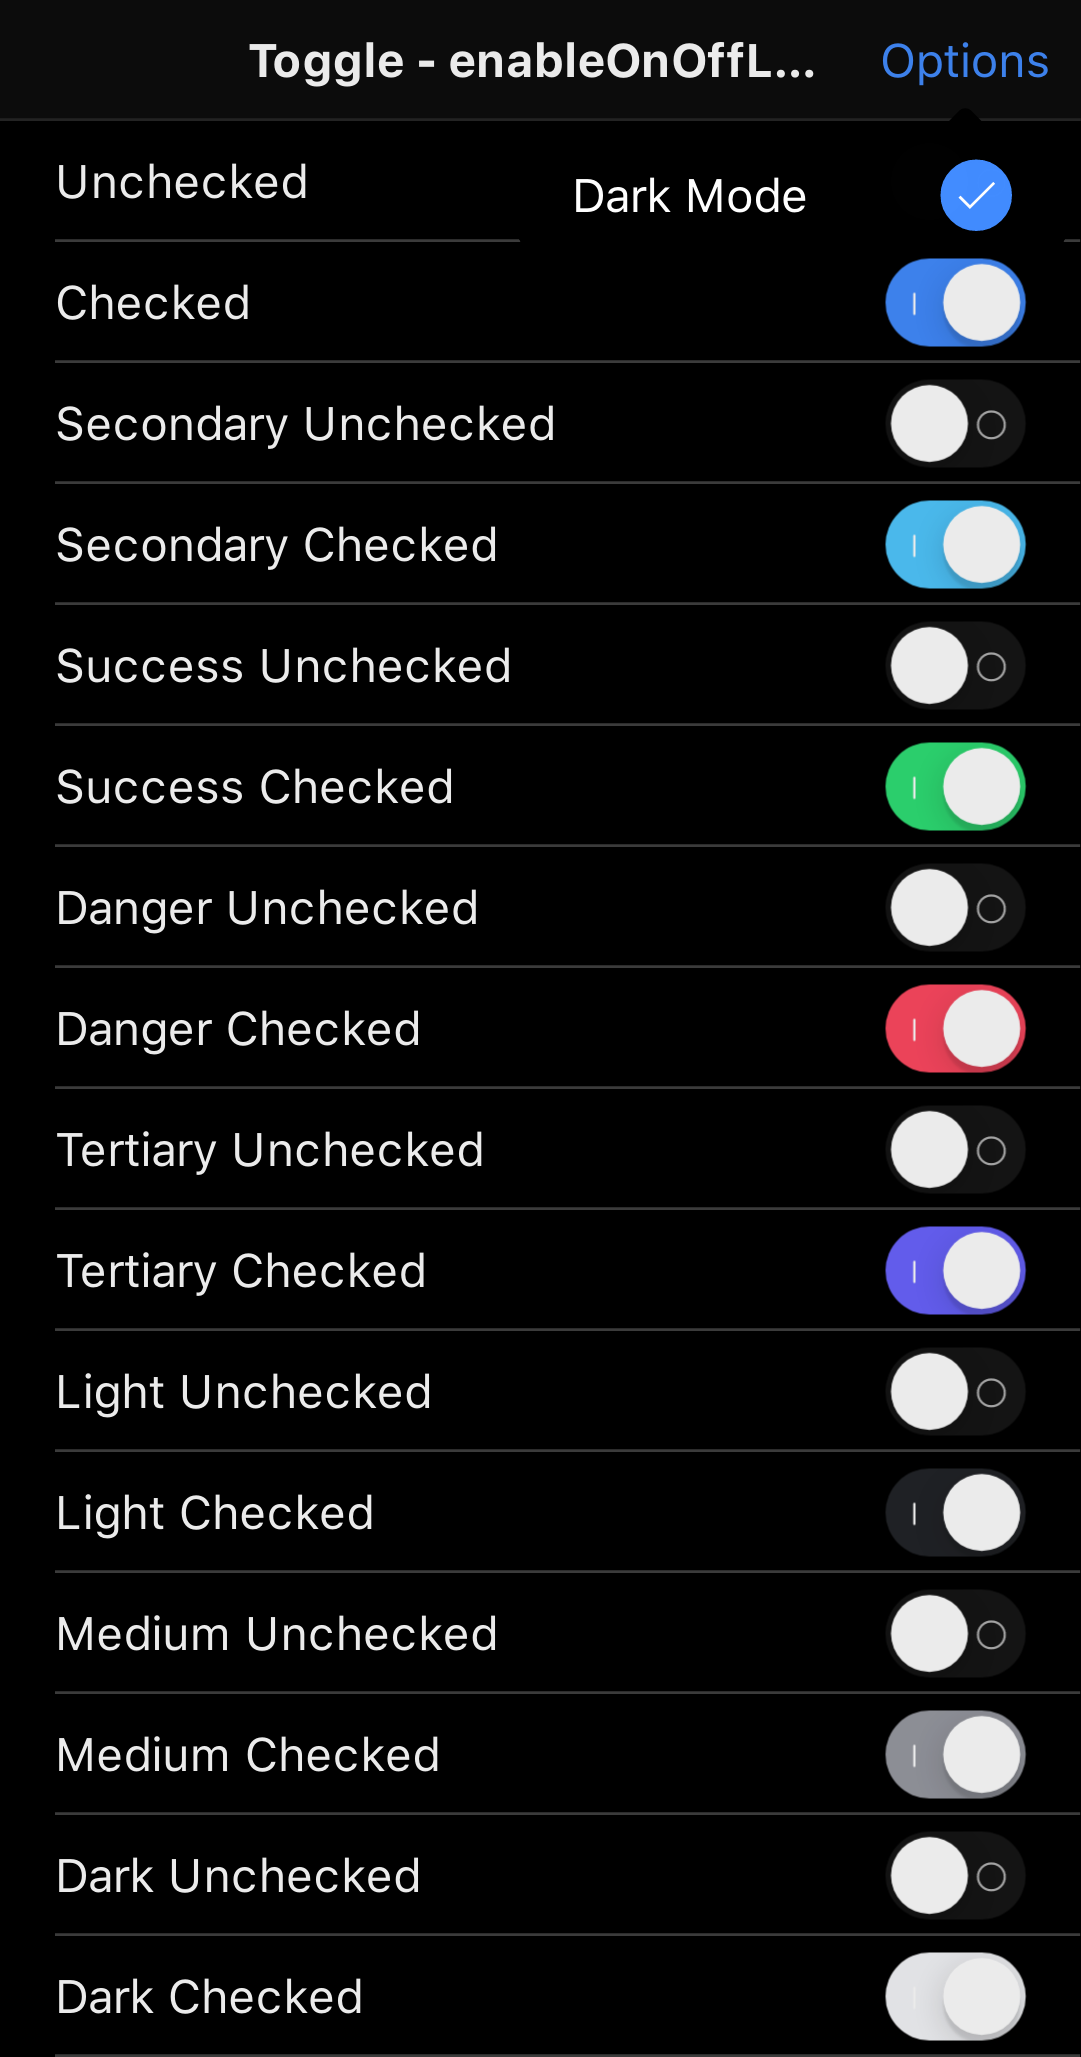 Toggle - enableOnOffL...
Options
Unchecked
Dark Mode
Checked
Secondary Unchecked
Secondary Checked
Success Unchecked
Success Checked
Danger Unchecked
Danger Checked
Tertiary Unchecked
Tertiary Checked
Light Unchecked
Light Checked
Medium Unchecked
Medium Checked
Dark Unchecked
Dark Checked